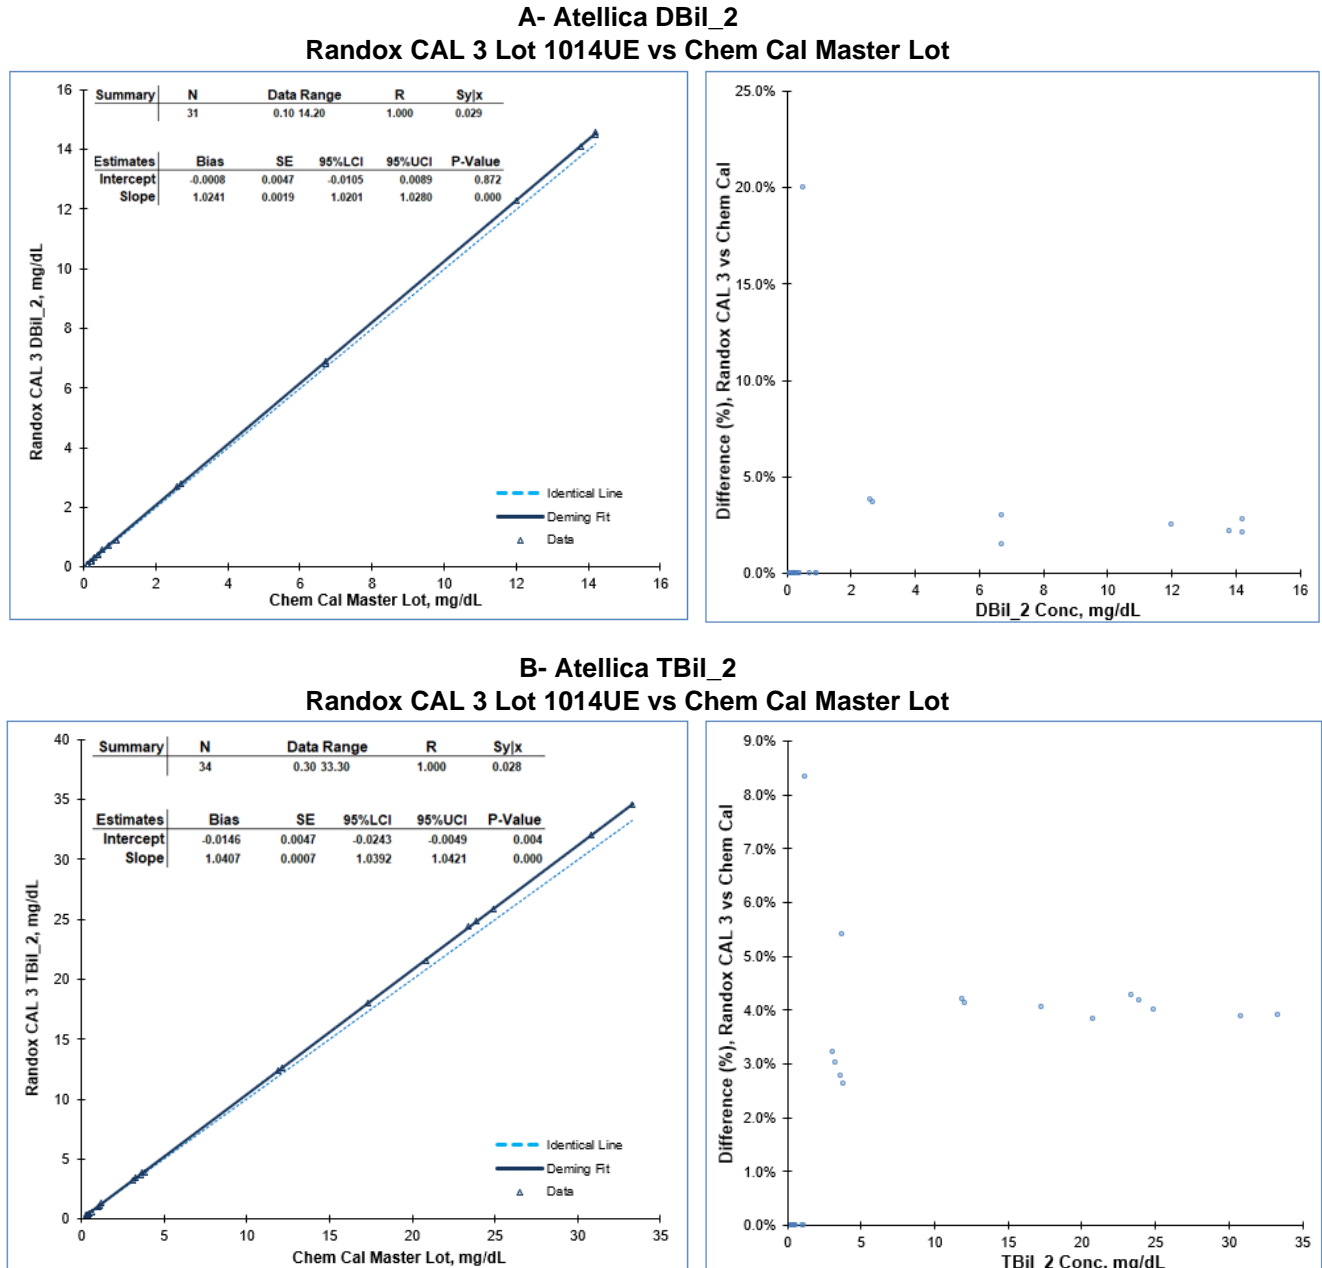 A- Atellica DBil_2
Randox CAL 3 Lot 1014UE vs Chem Cal Master Lot
Summary N Data Range R Sy|x
31 0.10 14.20 1.000 0.029
Estimates Bias SE 95%LCI 95%UCI P-Value
Intercept -0.0008 0.0047 -0.0105 0.0089 0.872
Slope 1.0241 0.0019 1.0201 1.0280 0.000
Randox CAL 3 DBil_2, mg/dL
16
14
12
10
8
6
4
2
0
Identical Line
Deming Fit
Data
0 2 4 6 8 10 12 14 16
Chem Cal Master Lot, mg/dL
Difference (%), Randox CAL 3 vs Chem Cal
25.0%
20.0%
15.0%
10.0%
5.0%
0.0%
0 2 4 6 8 10 12 14 16
DBil_2 Conc, mg/dL
B- Atellica TBil_2
Randox CAL 3 Lot 1014UE vs Chem Cal Master Lot
Summary N Data Range R Sy|x
34 0.30 33.30 1.000 0.028
Estimates Bias SE 95%LCI 95%UCI P-Value
Intercept -0.0146 0.0047 -0.0243 -0.0049 0.004
Slope 1.0407 0.0007 1.0392 1.0421 0.000
Randox CAL 3 TBil_2, mg/dL
40
35
30
25
20
15
10
5
0
Identical Line
Deming Fit
Data
0 5 10 15 20 25 30 35
Chem Cal Master Lot, mg/dL
Difference (%), Randox CAL 3 vs Chem Cal
9.0%
8.0%
7.0%
6.0%
5.0%
4.0%
3.0%
2.0%
1.0%
0.0%
0 5 10 15 20 25 30 35
TBil_2 Conc, mg/dL